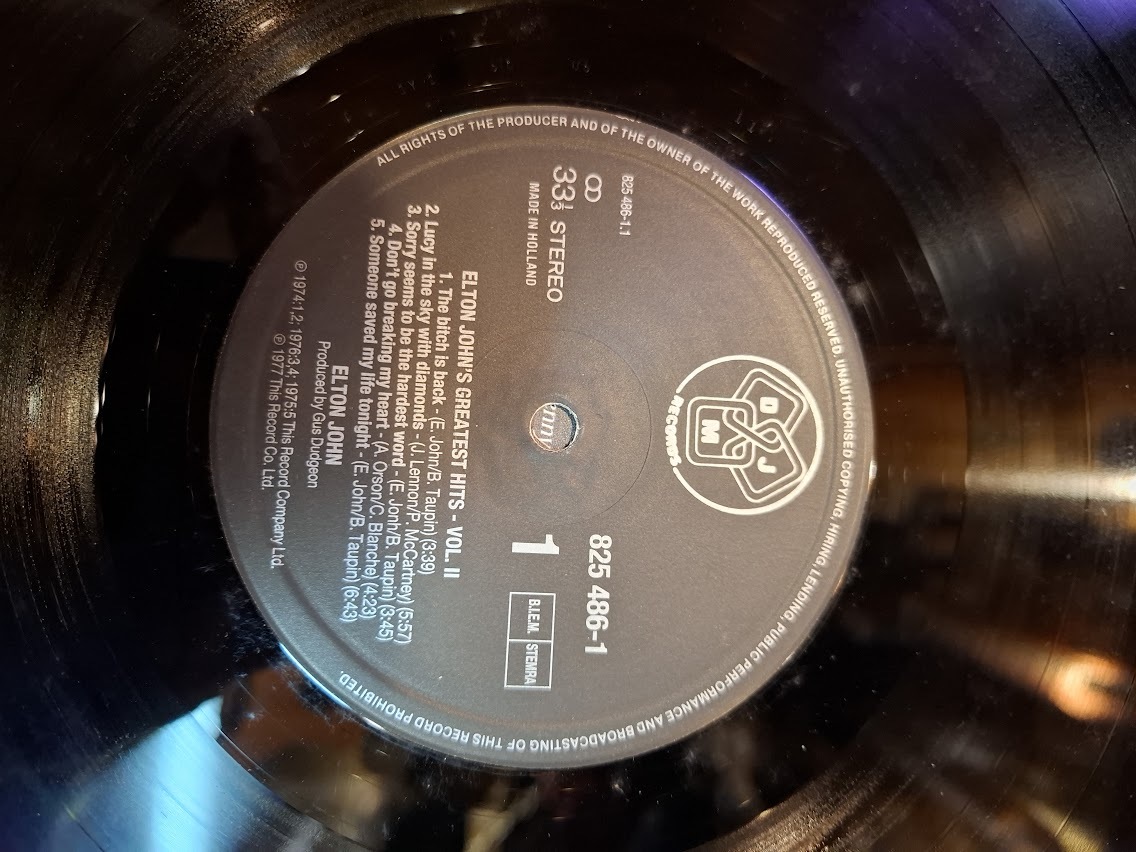 ALL RIGHTS OF THE PRODUCER AND OF THE OWNER OF THE WORK REPRODUCED RESERVED. UNAUTHORISED COPYING, HIRING, LENDING, PUBLIC PERFORMANCE AND BROADCASTING OF THIS RECORD PROHIBITED.
D J
M
RECORDS
825 486-1.1
33⅓ STEREO
MADE IN HOLLAND
825 486-1
1
B.I.E.M. STEMRA
ELTON JOHN'S GREATEST HITS - VOL. II
1. The bitch is back - (E. John/B. Taupin) (3:39)
2. Lucy in the sky with diamonds - (J. Lennon/P. McCartney) (5:57)
3. Sorry seems to be the hardest word - (E. Jonh/B. Taupin) (3:45)
4. Don't go breaking my heart - (A. Orson/C. Blanche) (4:23)
5. Someone saved my life tonight - (E. John/B. Taupin) (6:43)
ELTON JOHN
Produced by Gus Dudgeon
℗ 1974:1,2; 1976:3,4; 1975:5 This Record Company Ltd.
℗ 1977 This Record Co. Ltd.